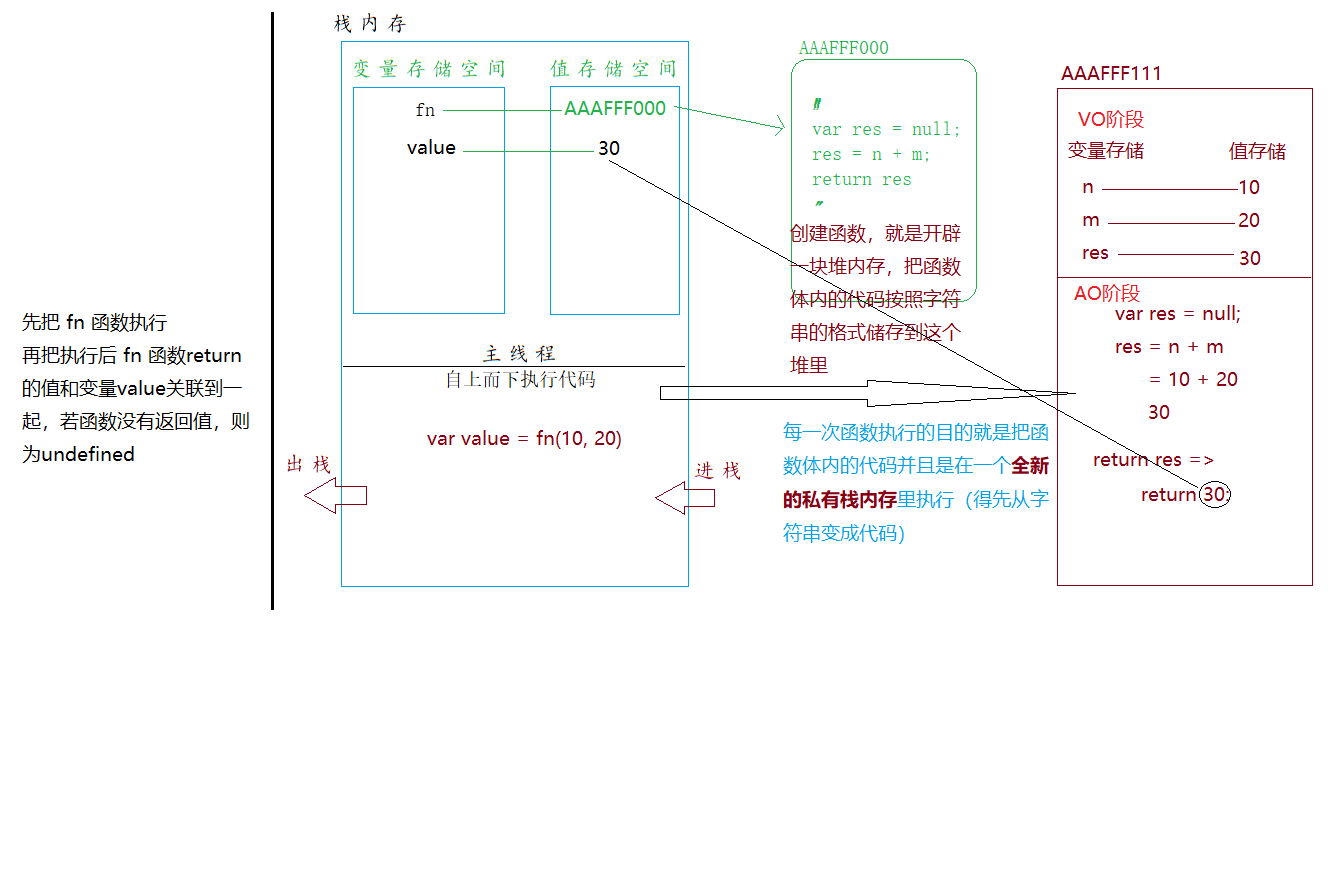 先把 fn 函数执行
再把执行后 fn 函数return
的值和变量value关联到一
起，若函数没有返回值，则
为undefined
栈内存
变量存储空间
值存储空间
fn
AAAFFF000
value
30
主线程
自上而下执行代码
var value = fn(10, 20)
出栈
进栈
AAAFFF000
"
var res = null;
res = n + m;
return res
"
创建函数，就是开辟
一块堆内存，把函数
体内的代码按照字符
串的格式储存到这个
堆里
每一次函数执行的目的就是把函
数体内的代码并且是在一个全新
的私有栈内存里执行（得先从字
符串变成代码）
AAAFFF111
VO阶段
变量存储
值存储
n
10
m
20
res
30
AO阶段
var res = null;
res = n + m
= 10 + 20
30
return res =>
return 30;